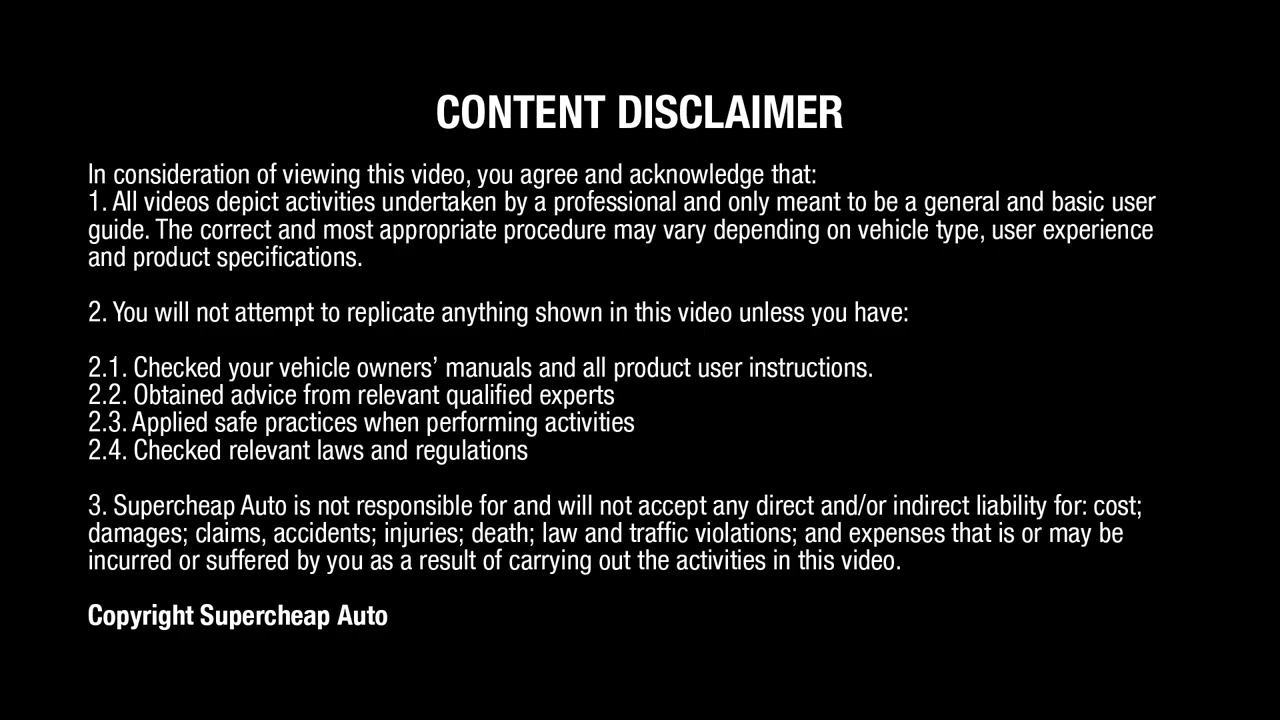 CONTENT DISCLAIMER
In consideration of viewing this video, you agree and acknowledge that:
1. All videos depict activities undertaken by a professional and only meant to be a general and basic user
guide. The correct and most appropriate procedure may vary depending on vehicle type, user experience
and product specifications.
2. You will not attempt to replicate anything shown in this video unless you have:
2.1. Checked your vehicle owners’ manuals and all product user instructions.
2.2. Obtained advice from relevant qualified experts
2.3. Applied safe practices when performing activities
2.4. Checked relevant laws and regulations
3. Supercheap Auto is not responsible for and will not accept any direct and/or indirect liability for: cost;
damages; claims, accidents; injuries; death; law and traffic violations; and expenses that is or may be
incurred or suffered by you as a result of carrying out the activities in this video.
Copyright Supercheap Auto